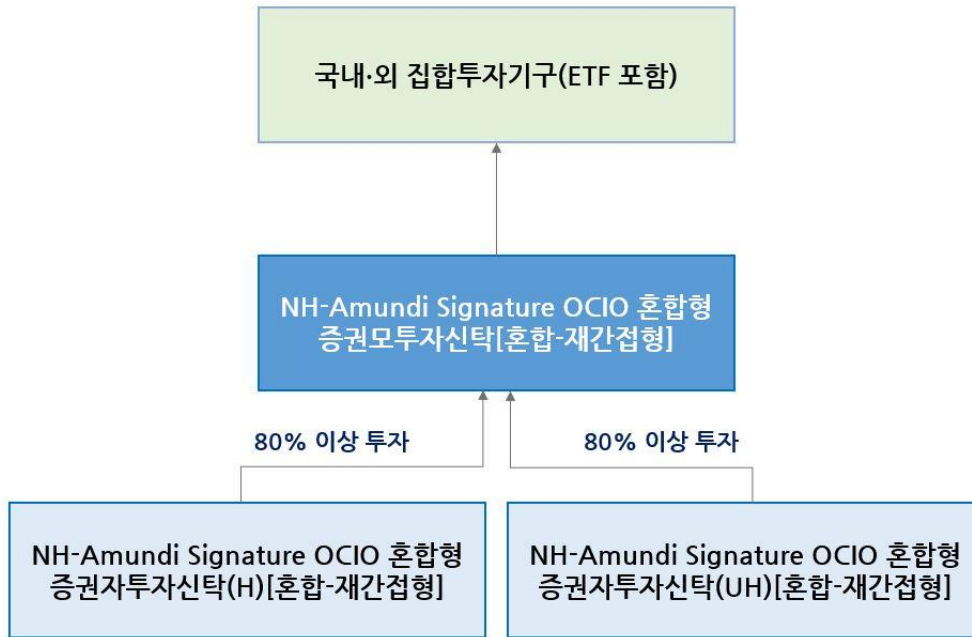 국내·외 집합투자기구(ETF 포함)
NH-Amundi Signature OCIO 혼합형
증권모투자신탁[혼합-재간접형]
80% 이상 투자
80% 이상 투자
NH-Amundi Signature OCIO 혼합형
증권자투자신탁(H)[혼합-재간접형]
NH-Amundi Signature OCIO 혼합형
증권자투자신탁(UH)[혼합-재간접형]